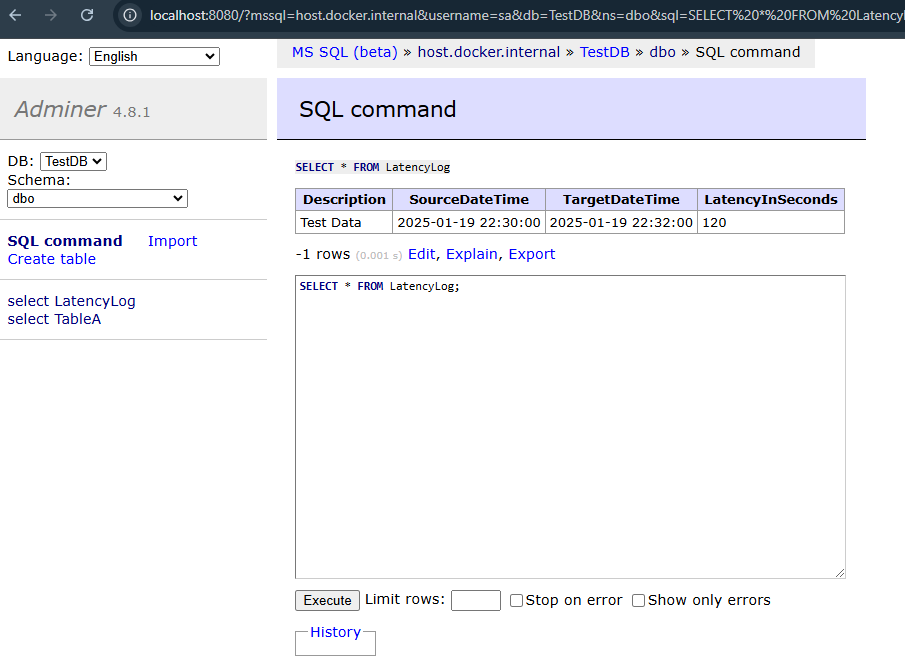 localhost:8080/?mssql=host.docker.internal&username=sa&db=TestDB&ns=dbo&sql=SELECT%20*%20FROM%20Latency
Language: English
MS SQL (beta) » host.docker.internal » TestDB » dbo » SQL command
Adminer 4.8.1
SQL command
DB: TestDB
Schema:
dbo
SQL command Import
Create table
select LatencyLog
select TableA
SELECT * FROM LatencyLog
Description SourceDateTime TargetDateTime LatencyInSeconds
Test Data 2025-01-19 22:30:00 2025-01-19 22:32:00 120
-1 rows (0.001 s) Edit, Explain, Export
SELECT * FROM LatencyLog;
Execute Limit rows: Stop on error Show only errors
History